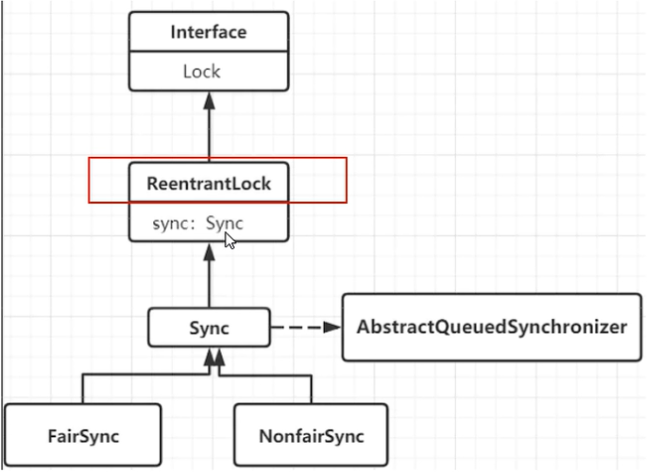 Interface
Lock
ReentrantLock
sync: Sync
Sync
AbstractQueuedSynchronizer
FairSync
NonfairSync